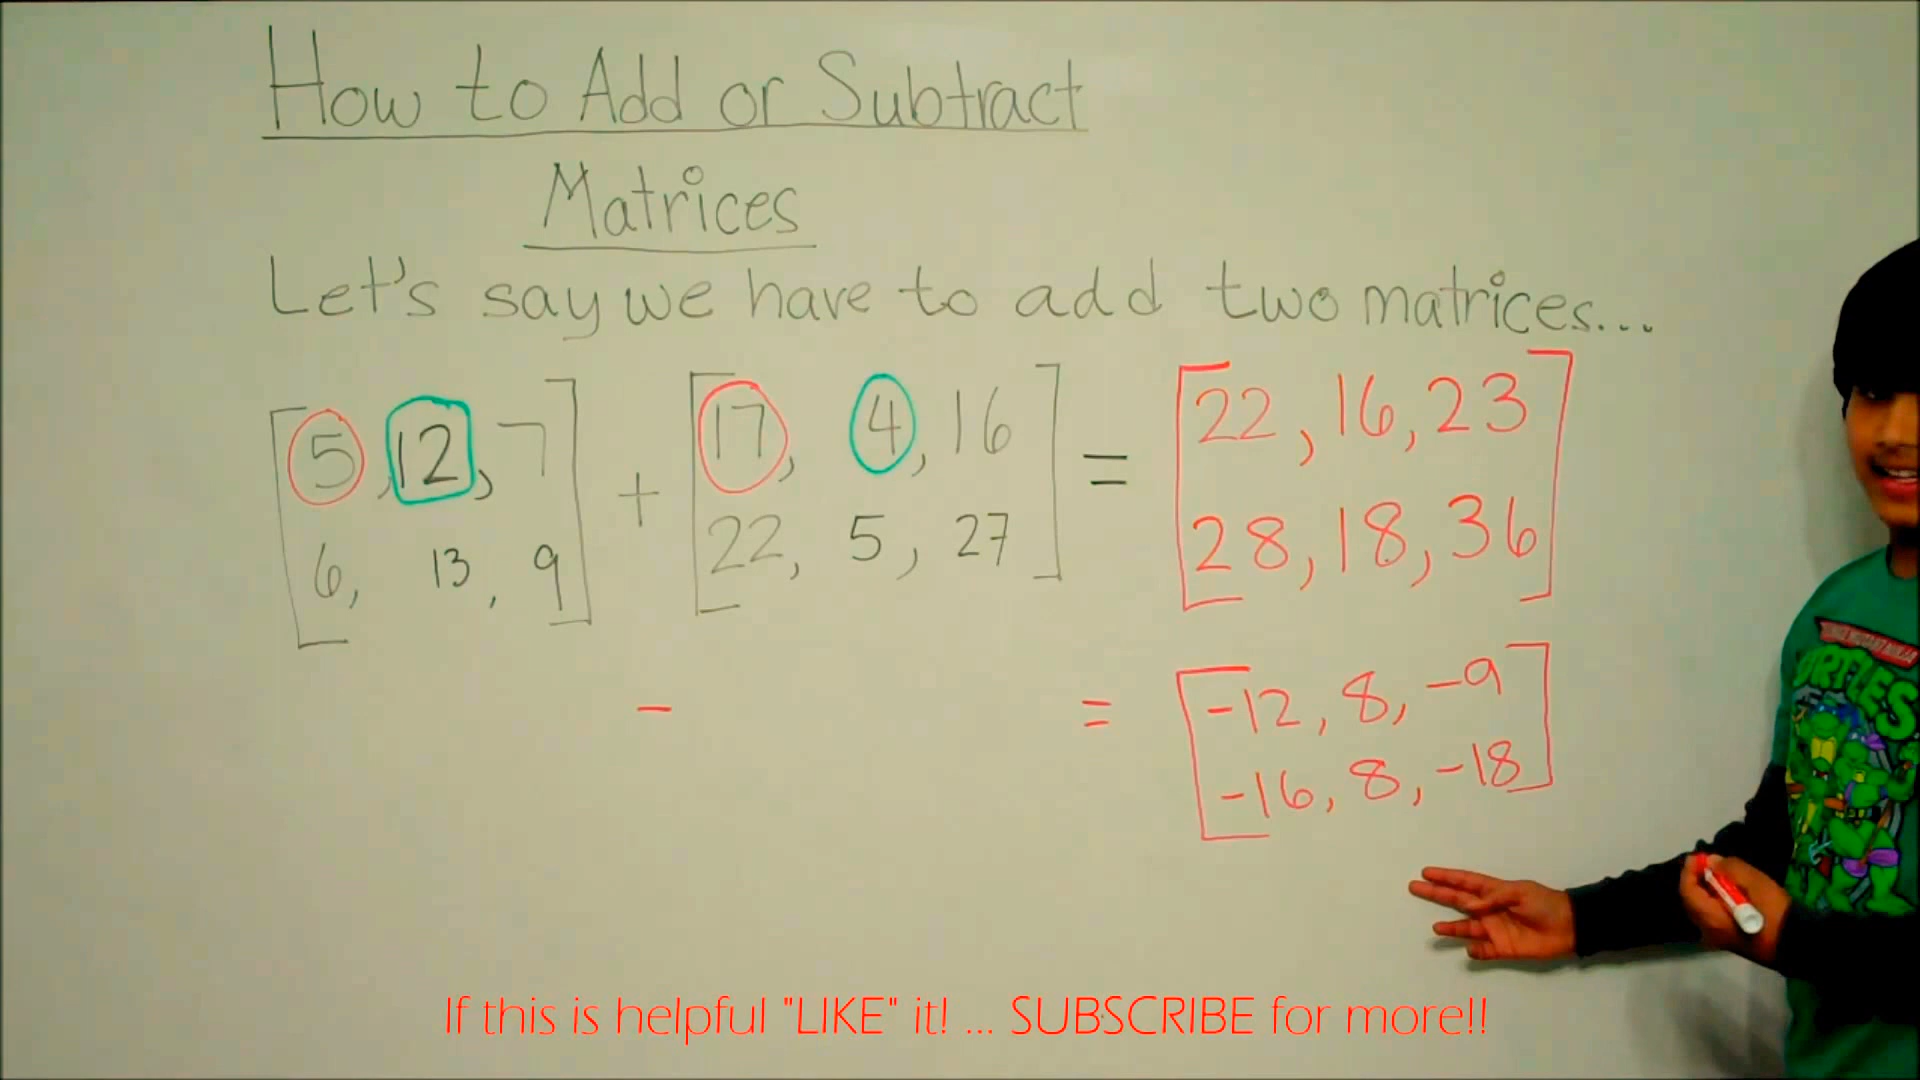 How to Add or Subtract
Matrices
Let's say we have to add two matrices...
[5, 12, 7] + [17, 4, 16] = [22, 16, 23]
[6, 13, 9] [22, 5, 27] [28, 18, 36]
- = [-12, 8, -9]
[-16, 8, -18]
TURTLES
If this is helpful "LIKE" it! ... SUBSCRIBE for more!!